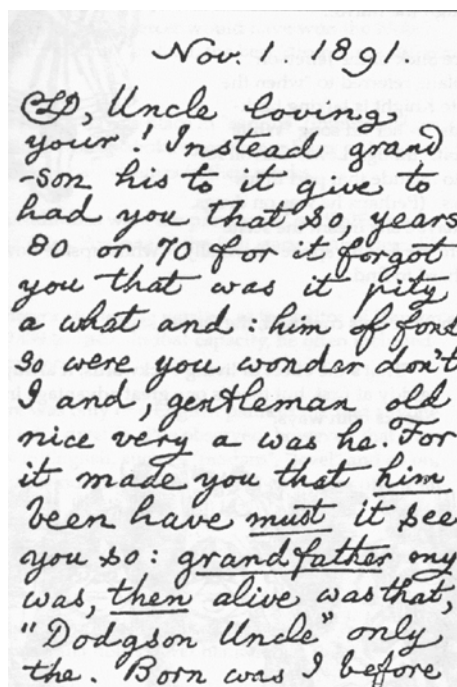 Nov. 1. 1891.
CLD, Uncle loving
your! Instead grand
-son his to it give to
had you that so, years
80 or 70 for it forgot
you that was it pity
a what and : him of fond
so were you wonder don't
I and, gentleman old
nice very a was he. For
it made you that him
been have must it see
you so : grandfather my
was, then alive was that,
"Dodgson Uncle" only
the. Born was I before